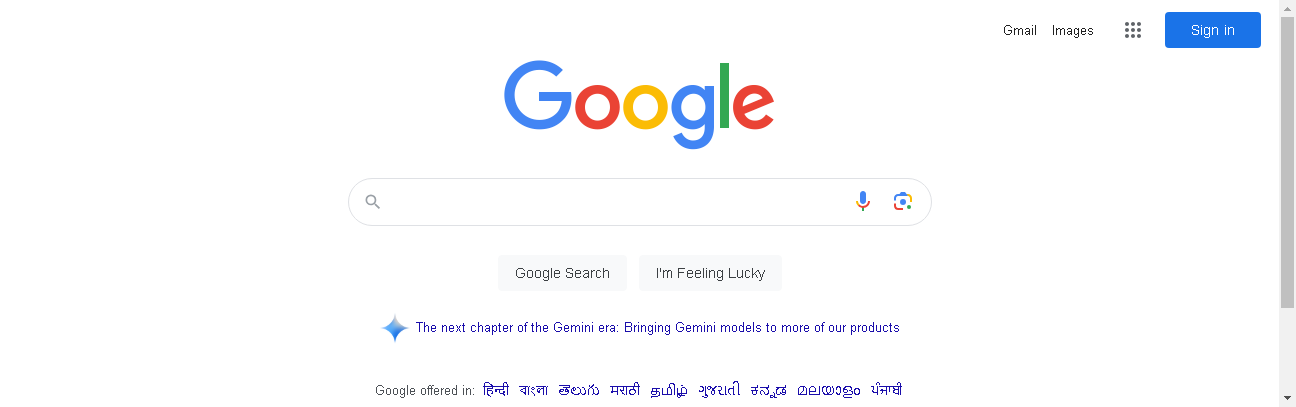 Gmail Images Sign in
Google
Google Search I'm Feeling Lucky
The next chapter of the Gemini era: Bringing Gemini models to more of our products
Google offered in: हिन्दी বাংলা తెలుగు मराठी தமிழ் ગુજરાતી ಕನ್ನಡ മലയാളം ਪੰਜਾਬੀ